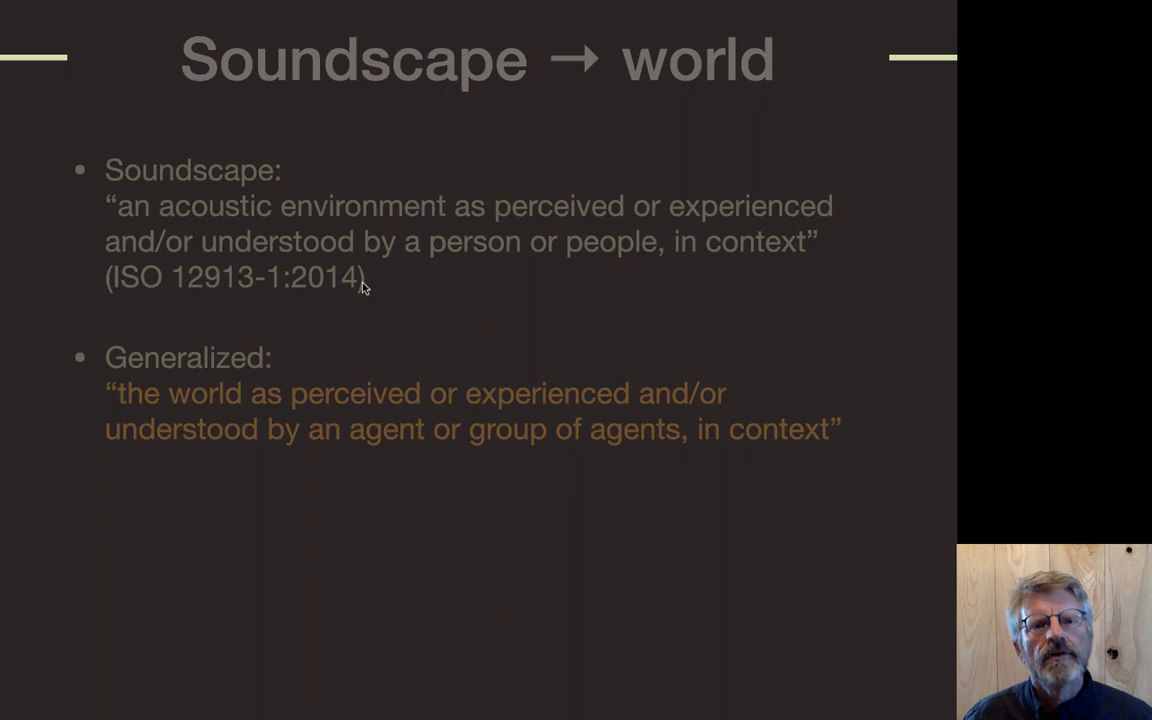 Soundscape → world
• Soundscape:
“an acoustic environment as perceived or experienced
and/or understood by a person or people, in context”
(ISO 12913-1:2014)
• Generalized:
“the world as perceived or experienced and/or
understood by an agent or group of agents, in context”